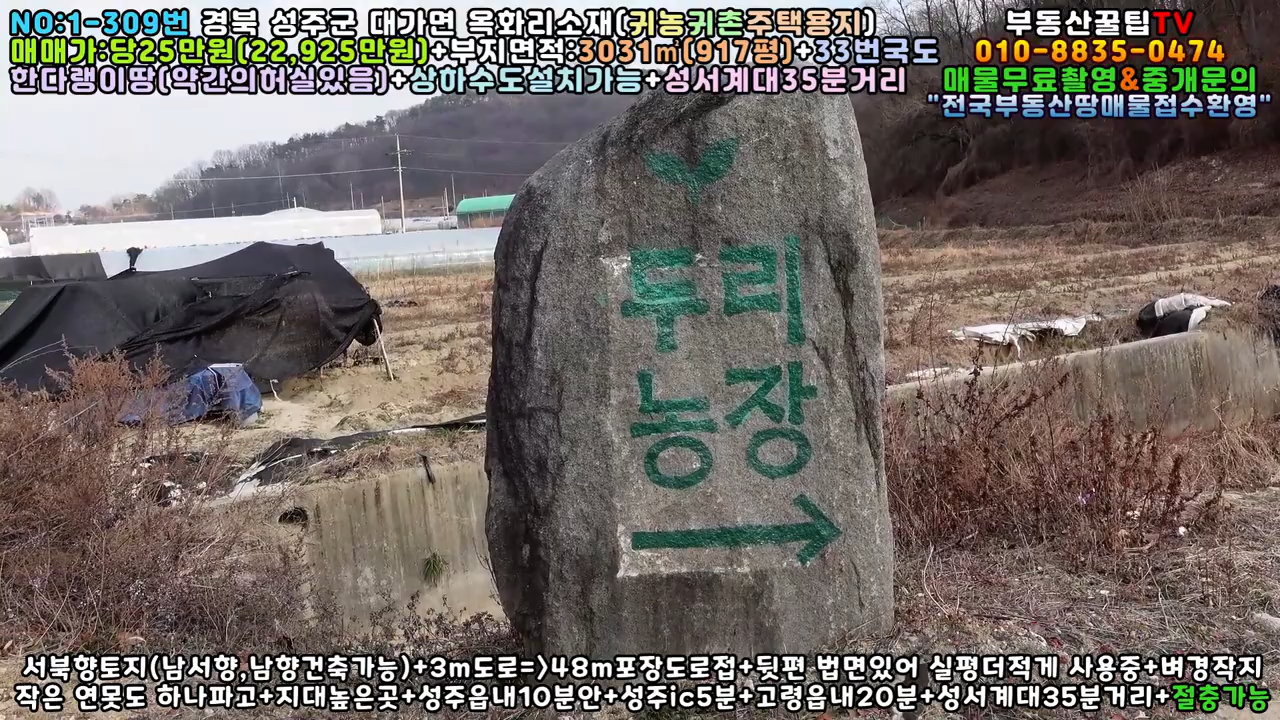 NO:1-309번 경북 성주군 대가면 옥화리소재(귀농귀촌주택용지)
매매가:당25만원(22,925만원)+부지면적:3031㎡(917평)+33번국도
한다랭이땅(약간의허실있음)+상하수도설치가능+성서계대35분거리
부동산꿀팁TV
010-8835-0474
매물무료촬영&중개문의
"전국부동산땅매물접수환영"
두리
농장
서북향토지(남서향,남향건축가능)+3m도로=>48m포장도로접+뒷편 법면있어 실평더적게 사용중+벼경작지
작은 연못도 하나파고+지대높은곳+성주읍내10분안+성주ic5분+고령읍내20분+성서계대35분거리+절충가능